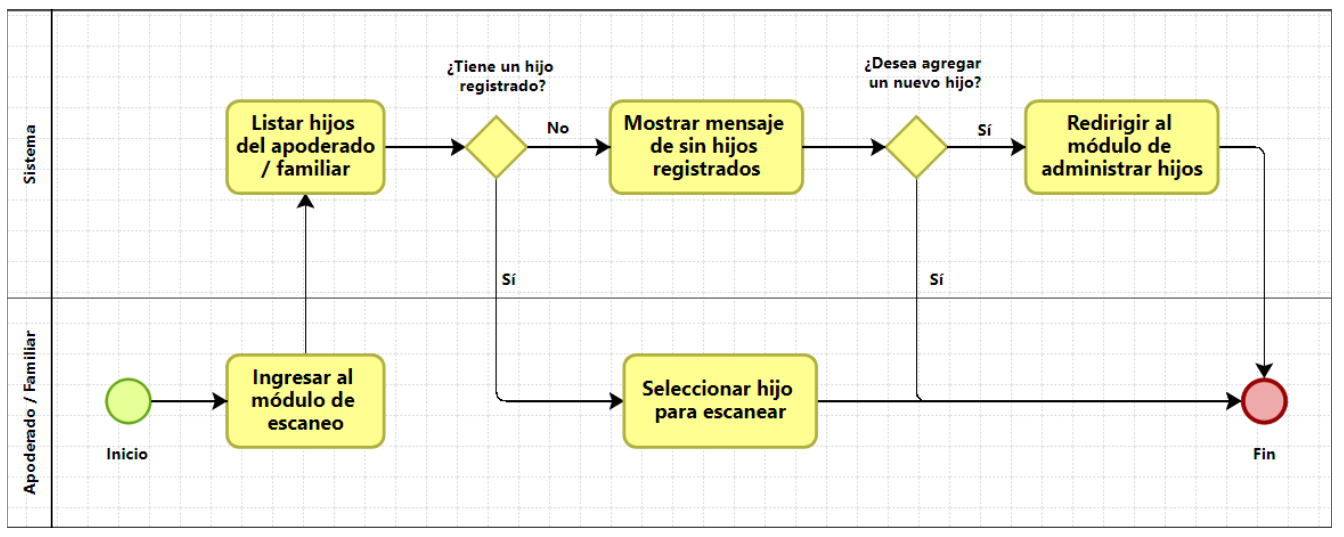 Sistema
¿Tiene un hijo
registrado?
¿Desea agregar
un nuevo hijo?
Listar hijos
del apoderado
/ familiar
No
Mostrar mensaje
de sin hijos
registrados
Sí
Redirigir al
módulo de
administrar hijos
Sí
Sí
Apoderado / Familiar
Inicio
Ingresar al
módulo de
escaneo
Seleccionar hijo
para escanear
Fin